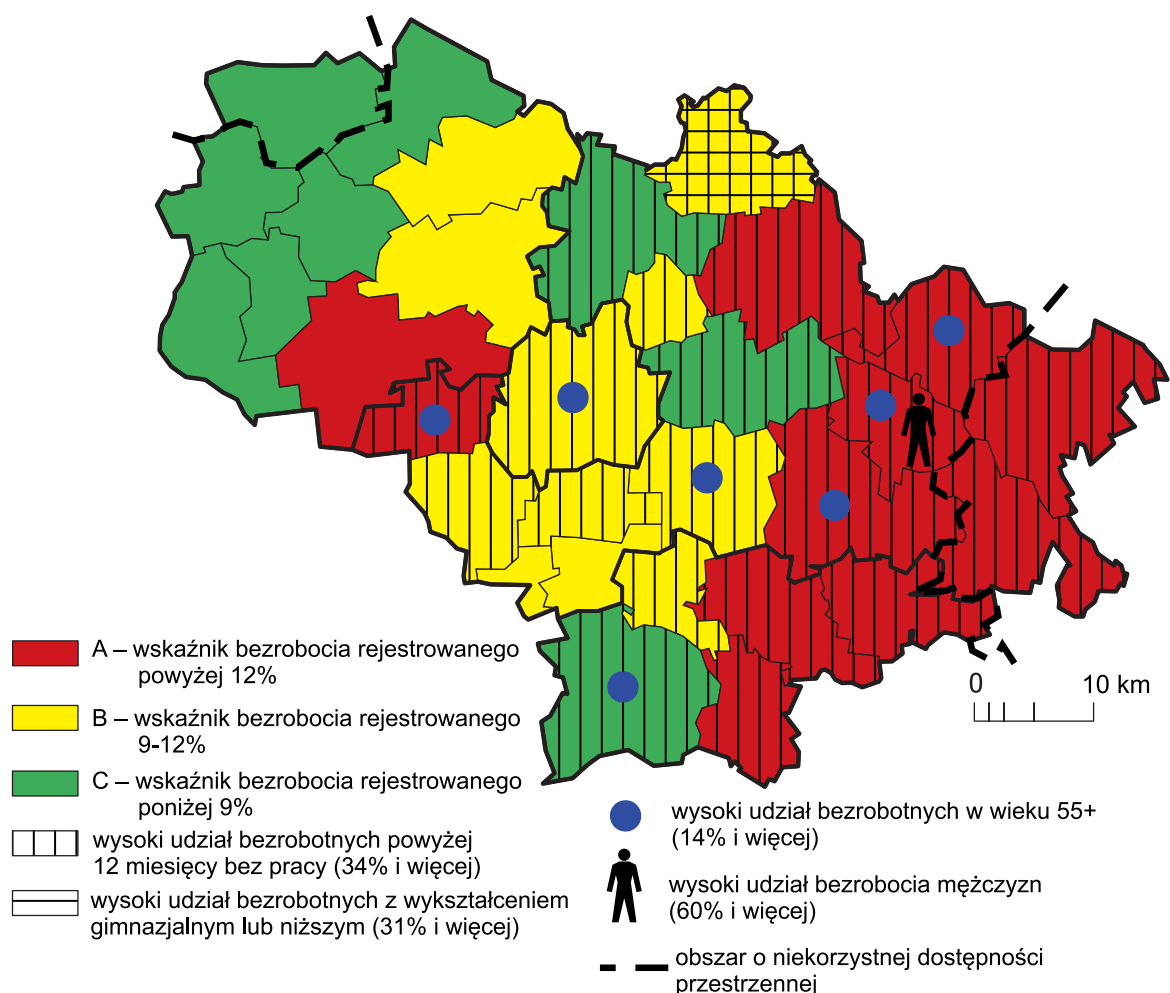 A – wskaźnik bezrobocia rejestrowanego
powyżej 12%
B – wskaźnik bezrobocia rejestrowanego
9-12%
C – wskaźnik bezrobocia rejestrowanego
poniżej 9%
wysoki udział bezrobotnych powyżej
12 miesięcy bez pracy (34% i więcej)
wysoki udział bezrobotnych z wykształceniem
gimnazjalnym lub niższym (31% i więcej)
0 10 km
wysoki udział bezrobotnych w wieku 55+
(14% i więcej)
wysoki udział bezrobocia mężczyzn
(60% i więcej)
obszar o niekorzystnej dostępności
przestrzennej